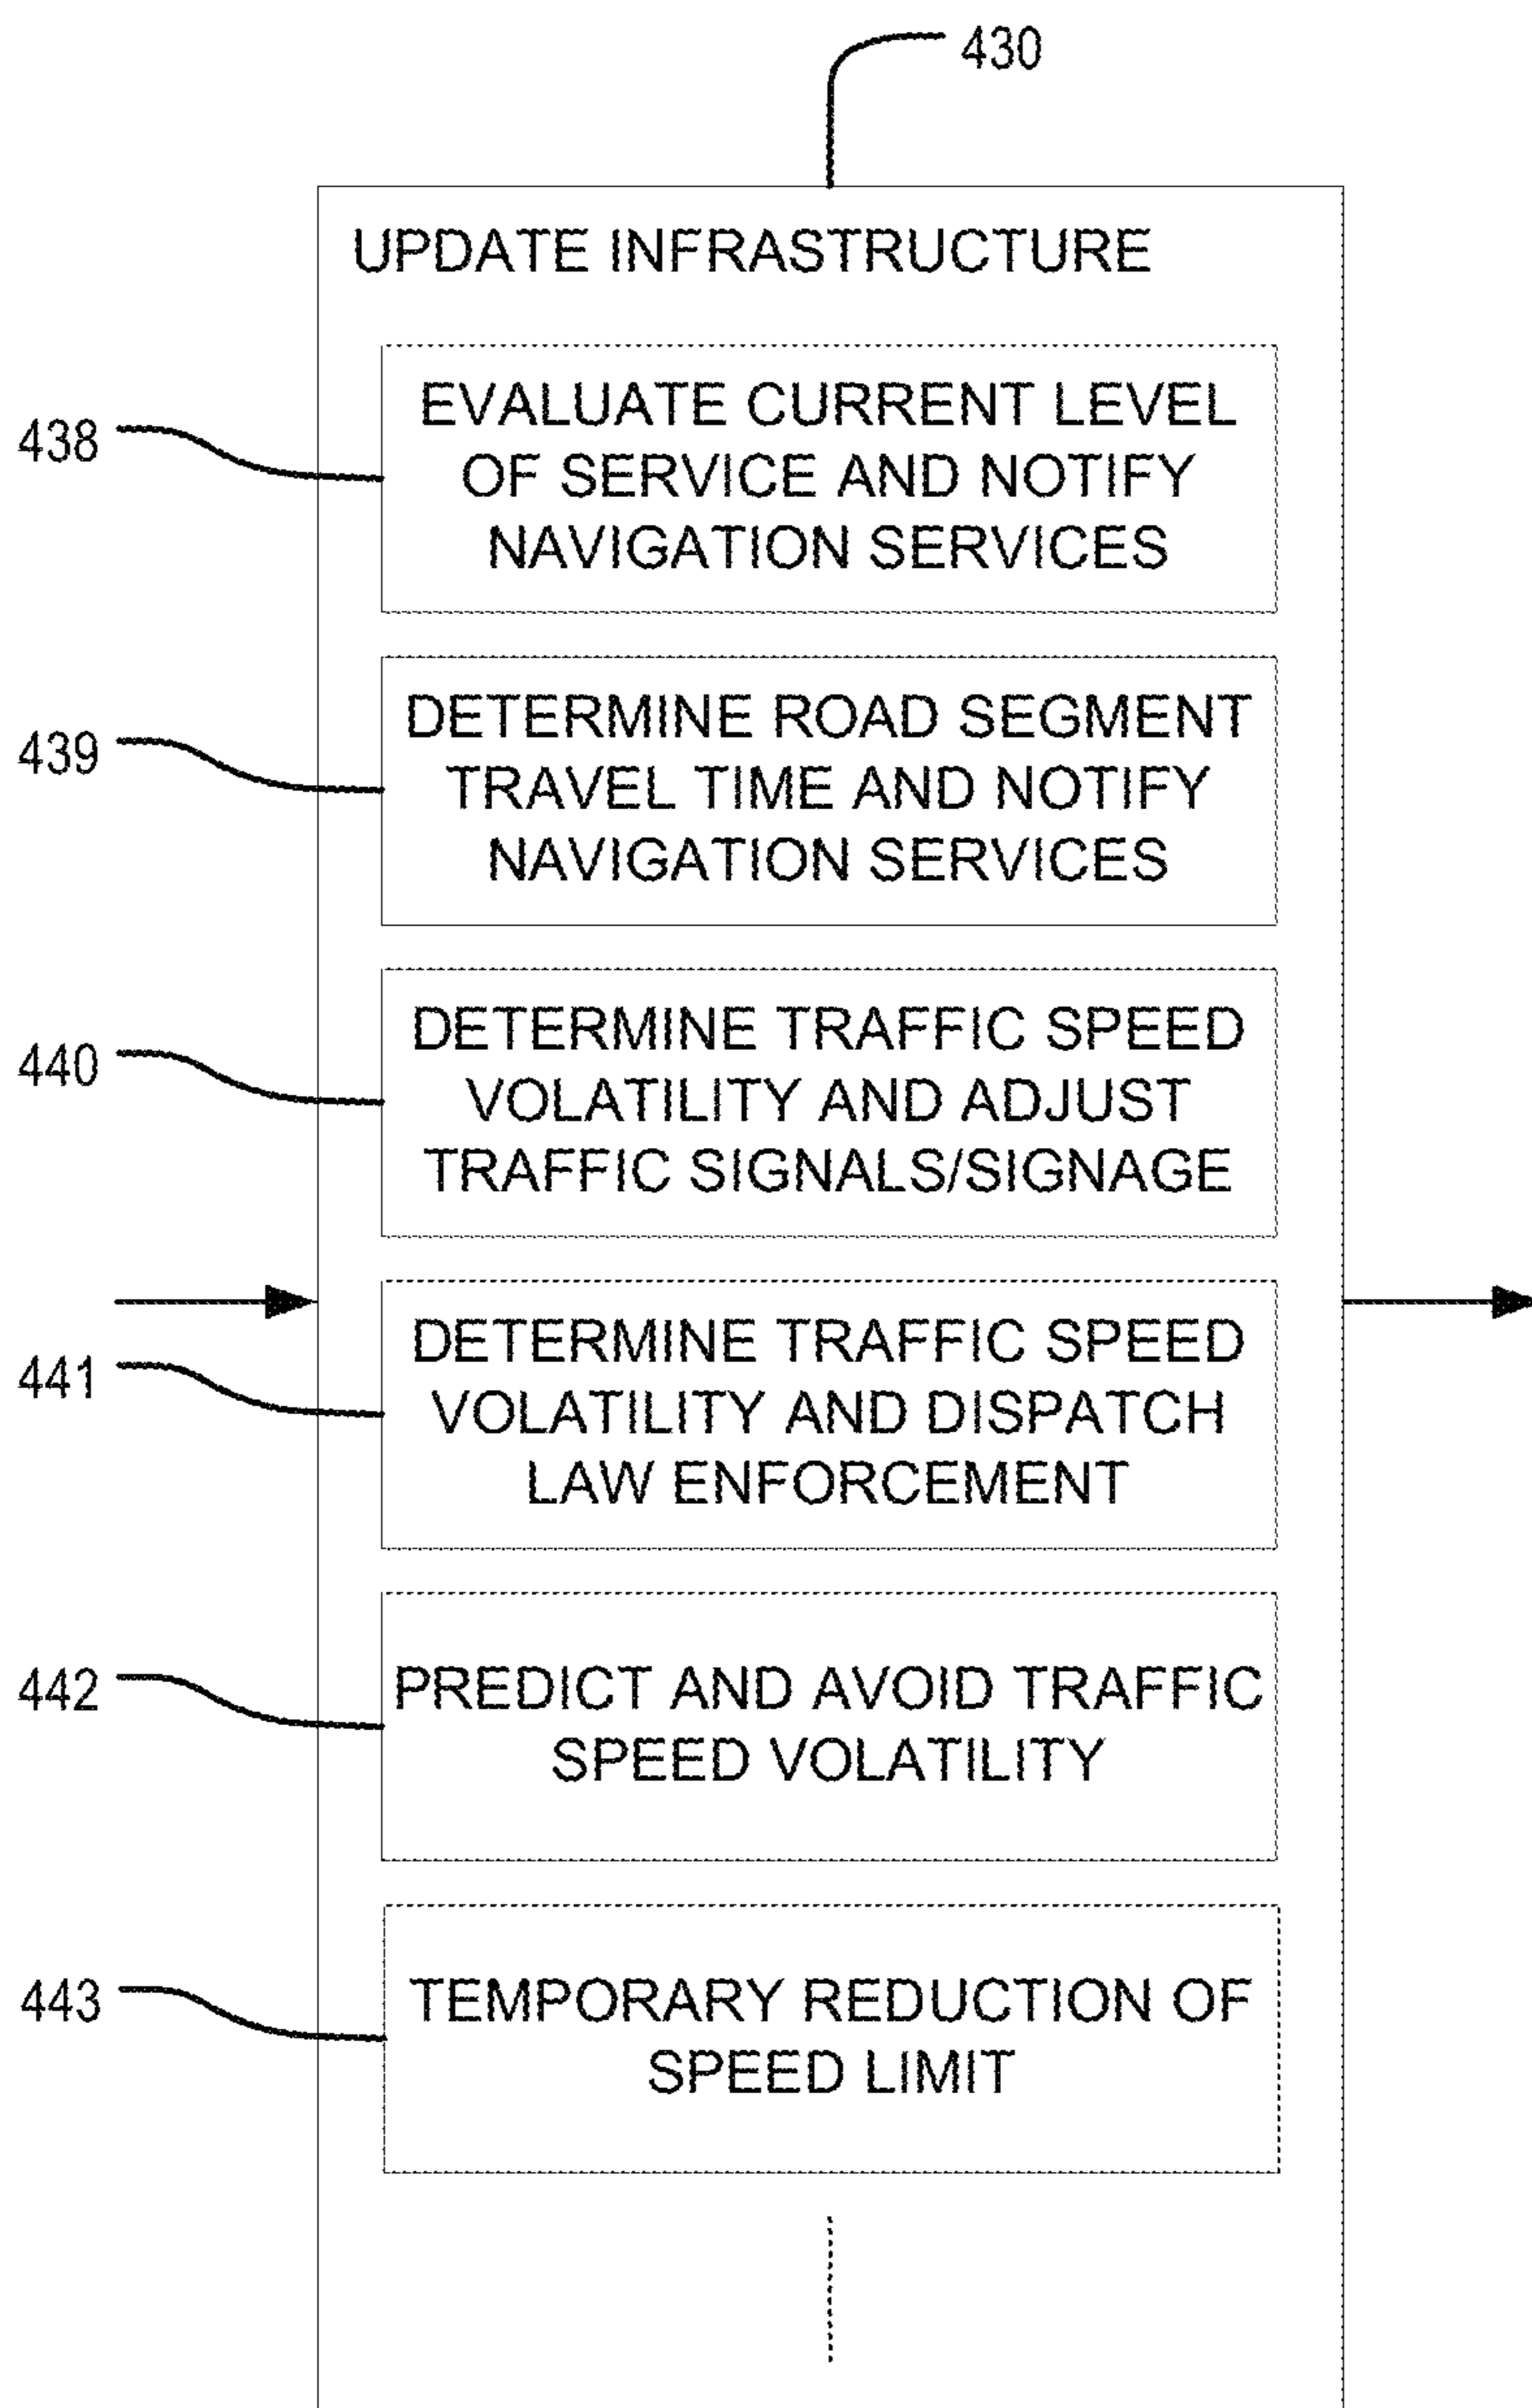 430
UPDATE INFRASTRUCTURE
438
EVALUATE CURRENT LEVEL
OF SERVICE AND NOTIFY
NAVIGATION SERVICES
439
DETERMINE ROAD SEGMENT
TRAVEL TIME AND NOTIFY
NAVIGATION SERVICES
440
DETERMINE TRAFFIC SPEED
VOLATILITY AND ADJUST
TRAFFIC SIGNALS/SIGNAGE
441
DETERMINE TRAFFIC SPEED
VOLATILITY AND DISPATCH
LAW ENFORCEMENT
442
PREDICT AND AVOID TRAFFIC
SPEED VOLATILITY
443
TEMPORARY REDUCTION OF
SPEED LIMIT